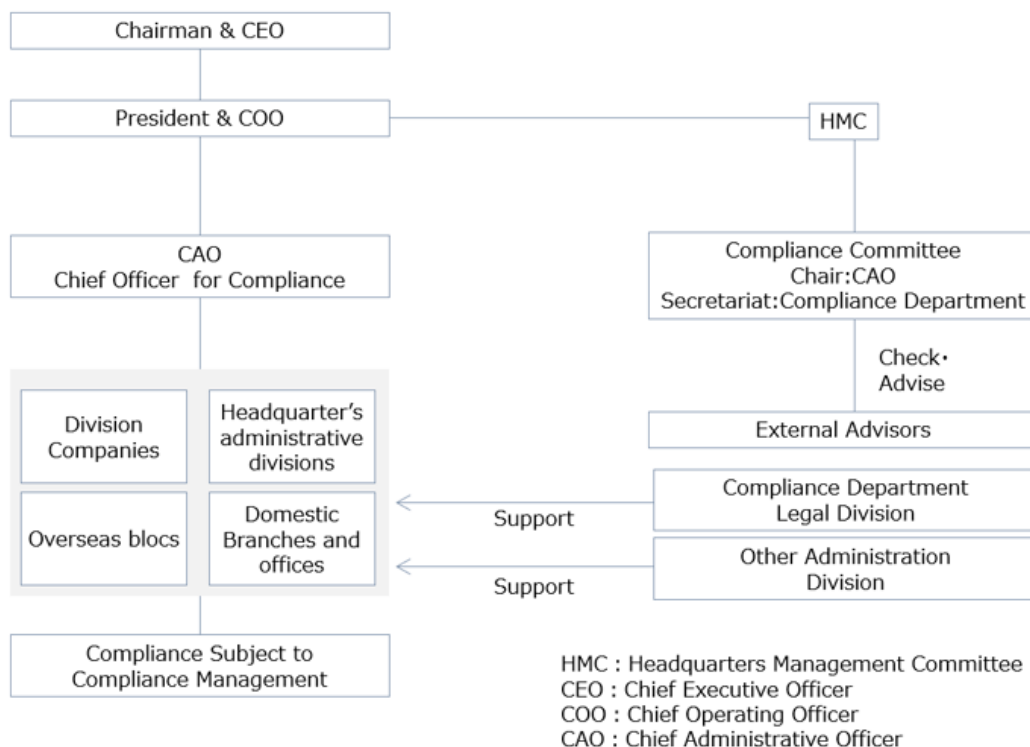 Chairman & CEO
President & COO
HMC
CAO
Chief Officer for Compliance
Compliance Committee
Chair:CAO
Secretariat:Compliance Department
Check･
Advise
Division
Companies
Headquarter's
administrative
divisions
External Advisors
Overseas blocs
Domestic
Branches and
offices
Support
Compliance Department
Legal Division
Support
Other Administration
Division
Compliance Subject to
Compliance Management
HMC : Headquarters Management Committee
CEO : Chief Executive Officer
COO : Chief Operating Officer
CAO : Chief Administrative Officer